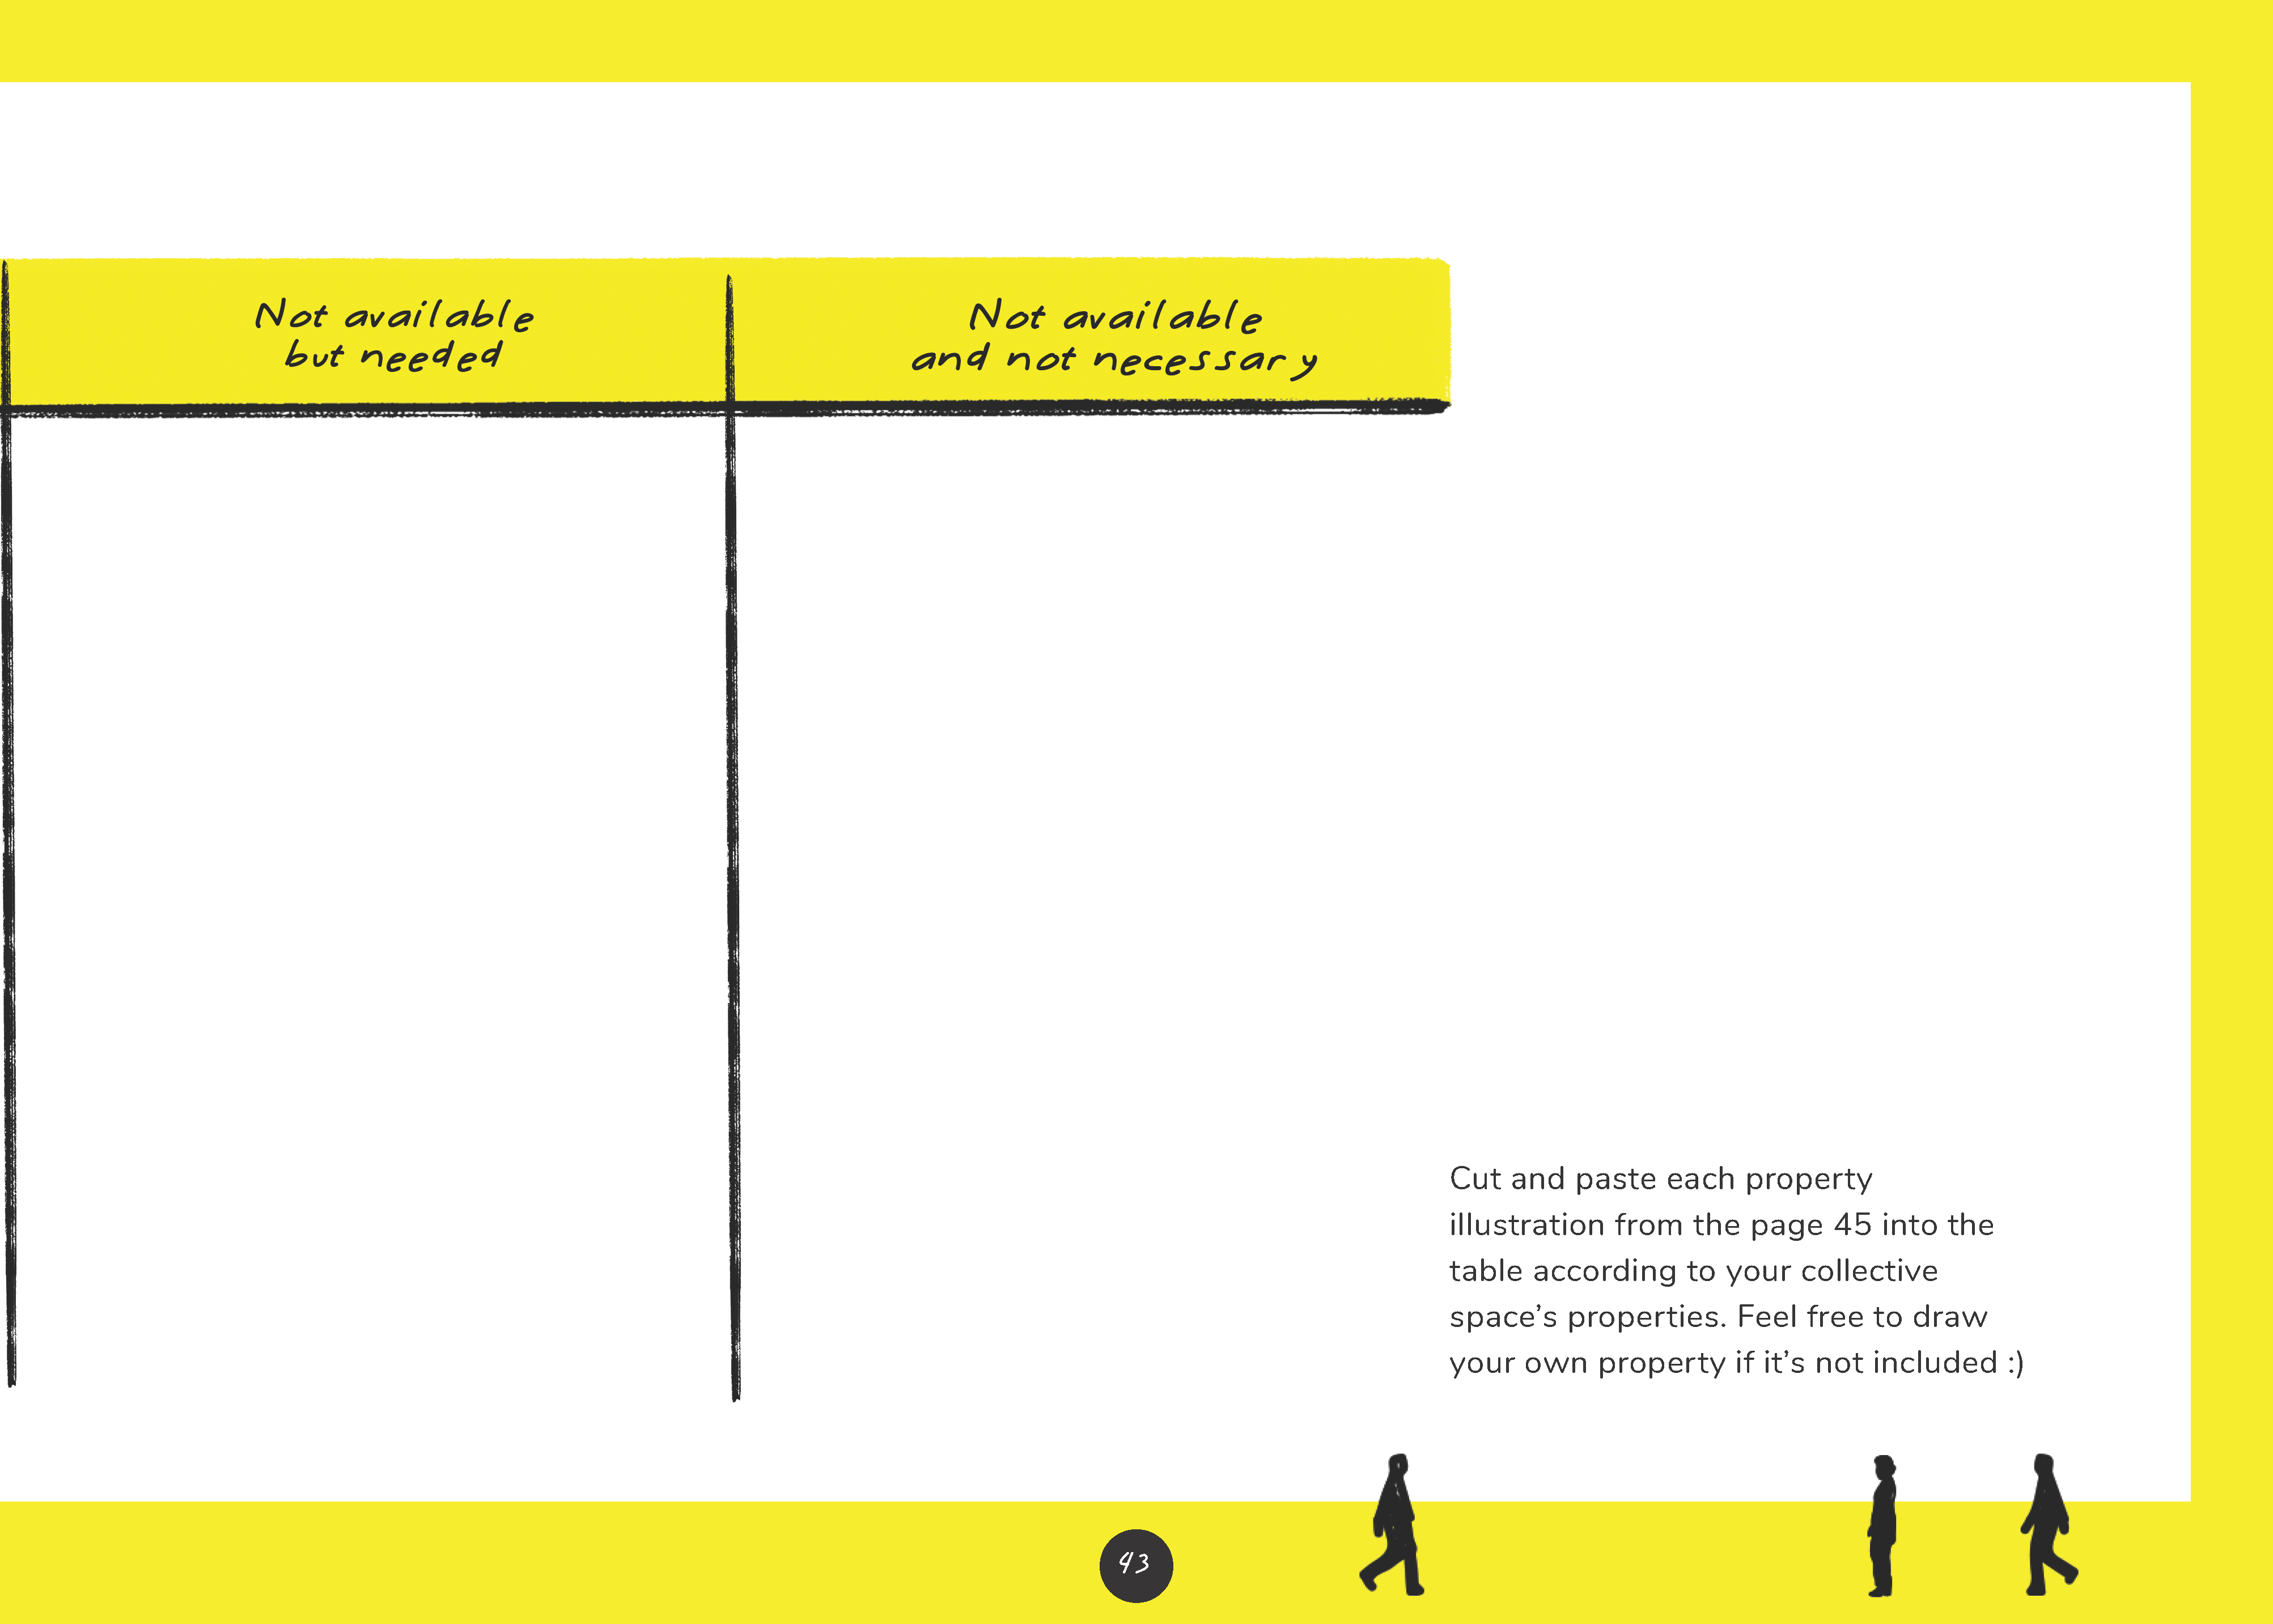 Not available
but needed
Not available
and not necessary
Cut and paste each property
illustration from the page 45 into the
table according to your collective
space’s properties. Feel free to draw
your own property if it’s not included :)
43